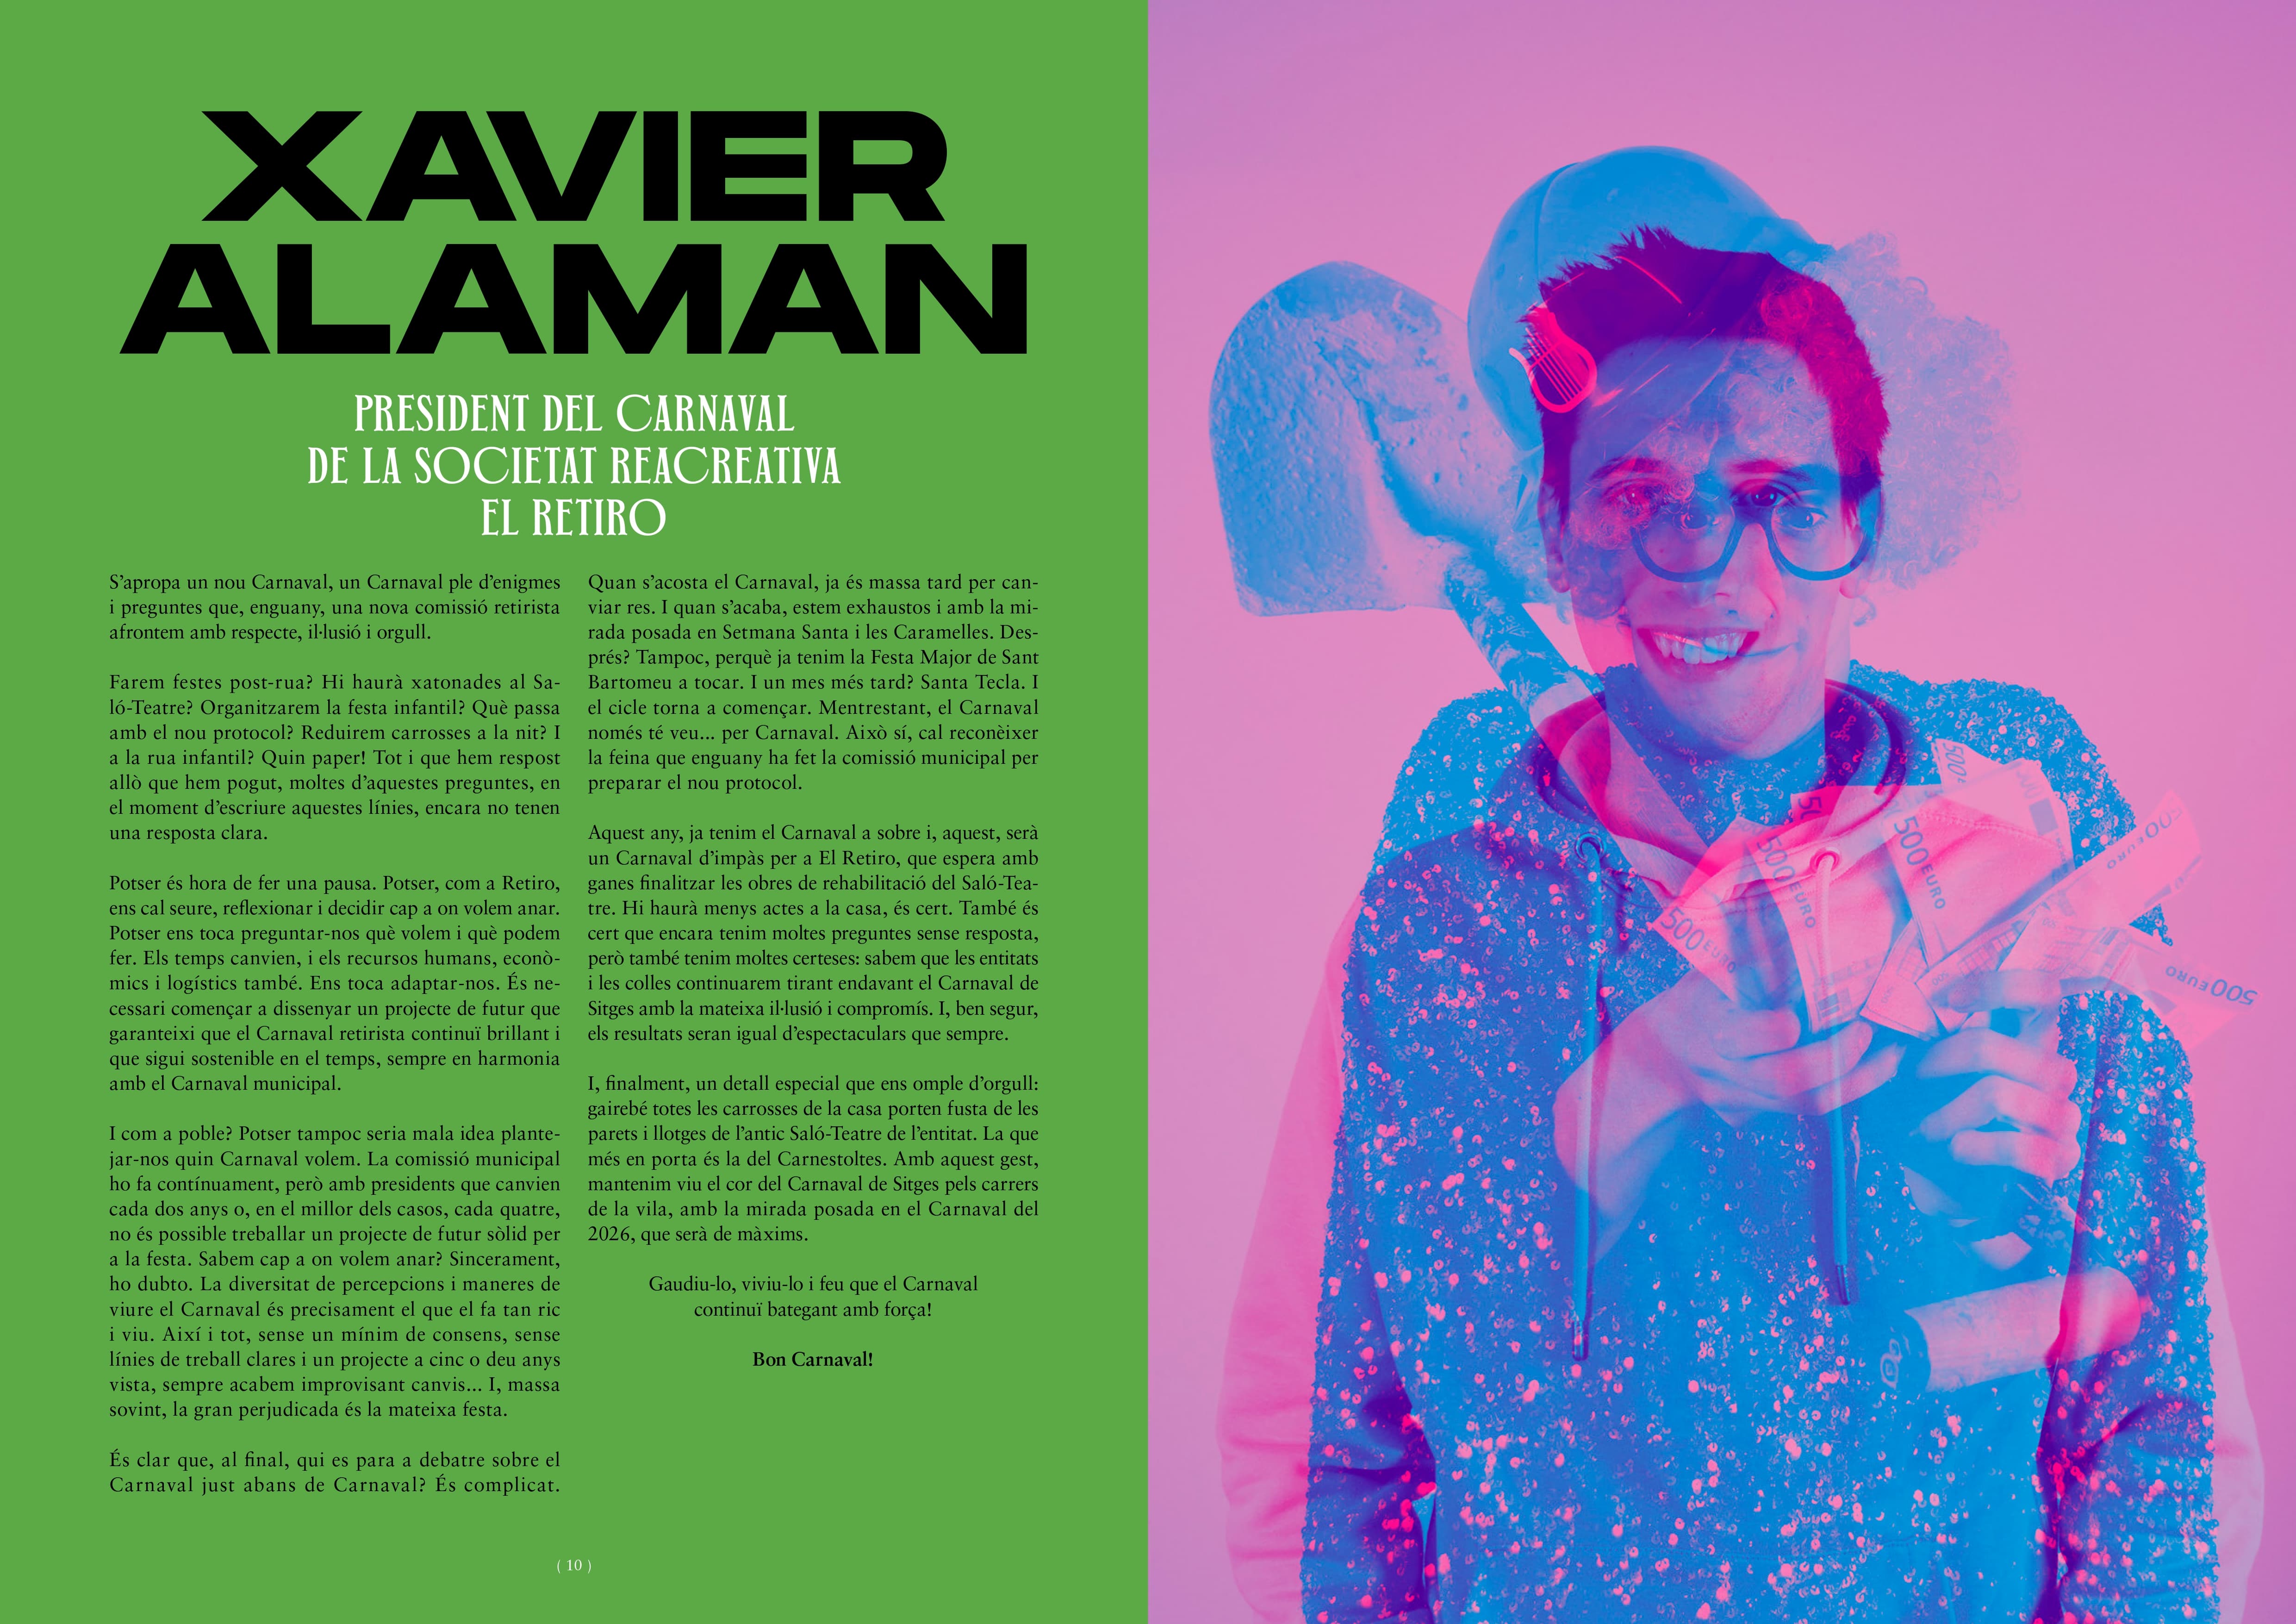 XAVIER
ALAMAN
PRESIDENT DEL CARNAVAL
DE LA SOCIETAT REACREATIVA
EL RETIRO
S’apropa un nou Carnaval, un Carnaval ple d’enigmes
i preguntes que, enguany, una nova comissió retirista
afrontem amb respecte, il·lusió i orgull.
Farem festes post-rua? Hi haurà xatonades al Sa-
ló-Teatre? Organitzarem la festa infantil? Què passa
amb el nou protocol? Reduirem carrosses a la nit? I
a la rua infantil? Quin paper! Tot i que hem respost
allò que hem pogut, moltes d’aquestes preguntes, en
el moment d’escriure aquestes línies, encara no tenen
una resposta clara.
Potser és hora de fer una pausa. Potser, com a Retiro,
ens cal seure, reflexionar i decidir cap a on volem anar.
Potser ens toca preguntar-nos què volem i què podem
fer. Els temps canvien, i els recursos humans, econò-
mics i logístics també. Ens toca adaptar-nos. És ne-
cessari començar a dissenyar un projecte de futur que
garanteixi que el Carnaval retirista continuï brillant i
que sigui sostenible en el temps, sempre en harmonia
amb el Carnaval municipal.
I com a poble? Potser tampoc seria mala idea plante-
jar-nos quin Carnaval volem. La comissió municipal
ho fa contínuament, però amb presidents que canvien
cada dos anys o, en el millor dels casos, cada quatre,
no és possible treballar un projecte de futur sòlid per
a la festa. Sabem cap a on volem anar? Sincerament,
ho dubto. La diversitat de percepcions i maneres de
viure el Carnaval és precisament el que el fa tan ric
i viu. Així i tot, sense un mínim de consens, sense
línies de treball clares i un projecte a cinc o deu anys
vista, sempre acabem improvisant canvis... I, massa
sovint, la gran perjudicada és la mateixa festa.
És clar que, al final, qui es para a debatre sobre el
Carnaval just abans de Carnaval? És complicat.
Quan s’acosta el Carnaval, ja és massa tard per can-
viar res. I quan s’acaba, estem exhaustos i amb la mi-
rada posada en Setmana Santa i les Caramelles. Des-
prés? Tampoc, perquè ja tenim la Festa Major de Sant
Bartomeu a tocar. I un mes més tard? Santa Tecla. I
el cicle torna a començar. Mentrestant, el Carnaval
només té veu... per Carnaval. Això sí, cal reconèixer
la feina que enguany ha fet la comissió municipal per
preparar el nou protocol.
Aquest any, ja tenim el Carnaval a sobre i, aquest, serà
un Carnaval d’impàs per a El Retiro, que espera amb
ganes finalitzar les obres de rehabilitació del Saló-Tea-
tre. Hi haurà menys actes a la casa, és cert. També és
cert que encara tenim moltes preguntes sense resposta,
però també tenim moltes certeses: sabem que les entitats
i les colles continuarem tirant endavant el Carnaval de
Sitges amb la mateixa il·lusió i compromís. I, ben segur,
els resultats seran igual d’espectaculars que sempre.
I, finalment, un detall especial que ens omple d’orgull:
gairebé totes les carrosses de la casa porten fusta de les
parets i llotges de l’antic Saló-Teatre de l’entitat. La que
més en porta és la del Carnestoltes. Amb aquest gest,
mantenim viu el cor del Carnaval de Sitges pels carrers
de la vila, amb la mirada posada en el Carnaval del
2026, que serà de màxims.
Gaudiu-lo, viviu-lo i feu que el Carnaval
continuï bategant amb força!
Bon Carnaval!
( 10 )
500€
500 EURO
500 EURO
500 EURO
500 EURO
500 EURO